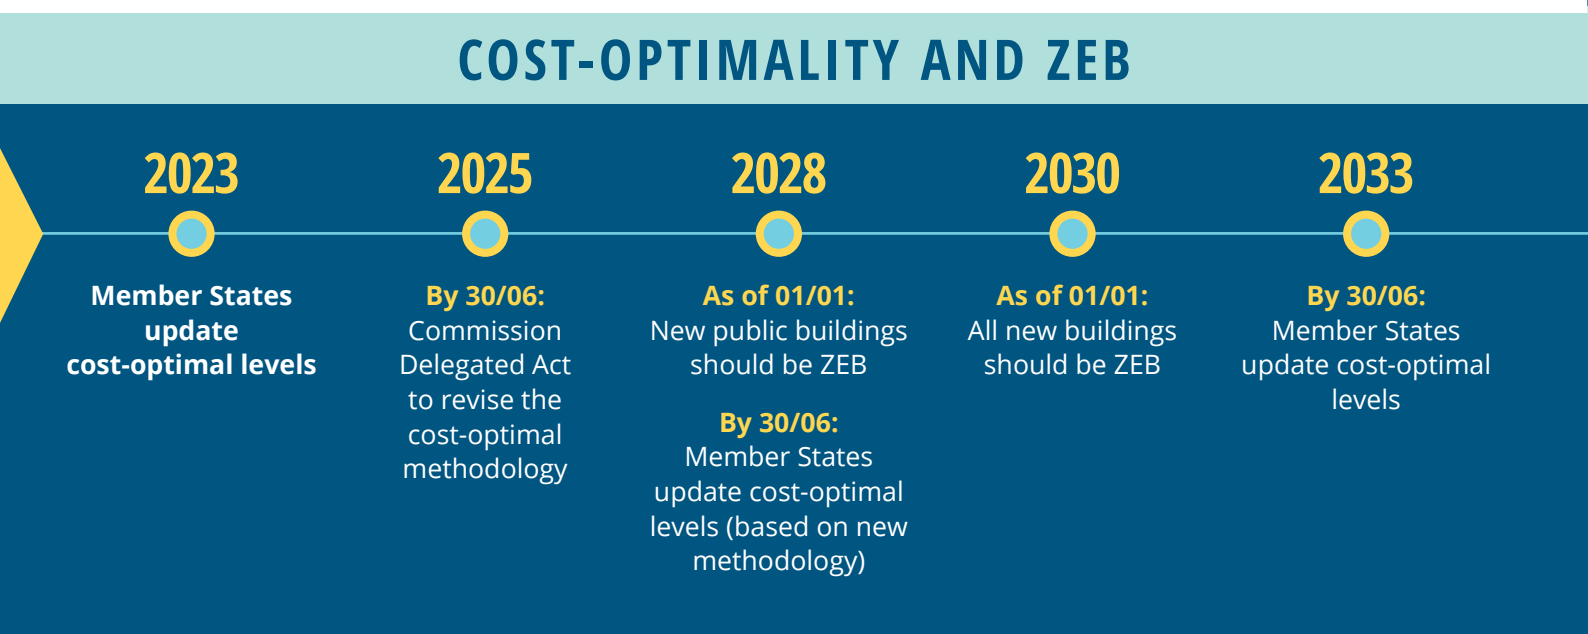 COST-OPTIMALITY AND ZEB
2023
Member States
update
cost-optimal levels
2025
By 30/06:
Commission
Delegated Act
to revise the
cost-optimal
methodology
2028
As of 01/01:
New public buildings
should be ZEB
By 30/06:
Member States
update cost-optimal
levels (based on new
methodology)
2030
As of 01/01:
All new buildings
should be ZEB
2033
By 30/06:
Member States
update cost-optimal
levels